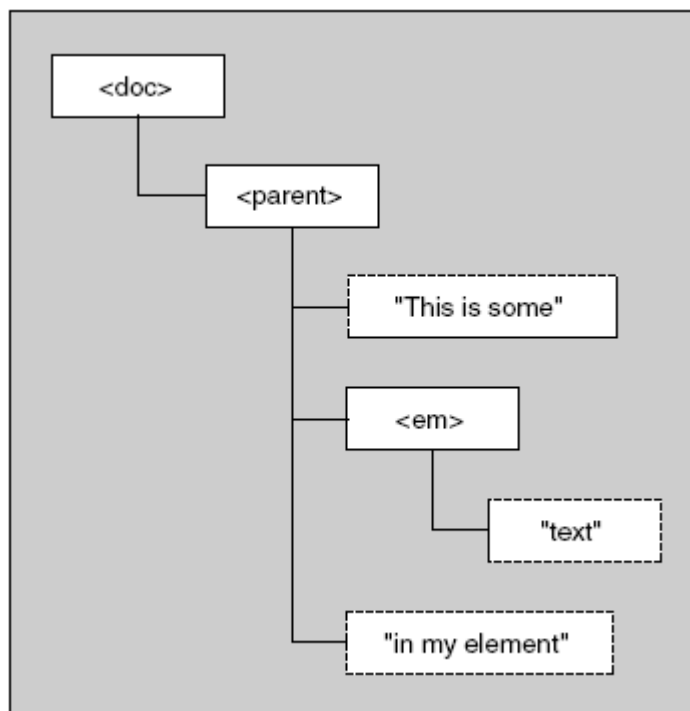 <doc>
<parent>
"This is some"
<em>
"text"
"in my element"